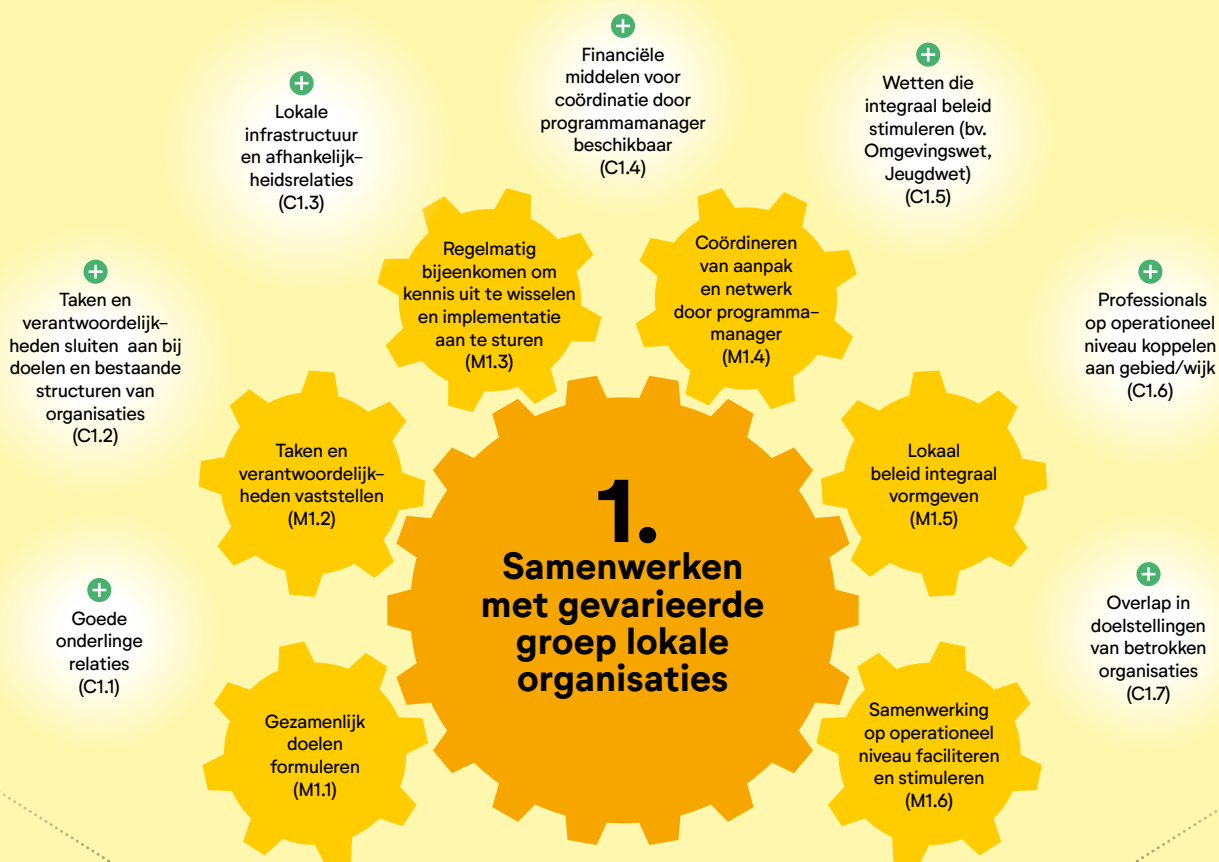 +
Financiële
middelen voor
coördinatie door
programmamanager
beschikbaar
(C1.4)
+
Wetten die
integraal beleid
stimuleren (bv.
Omgevingswet,
Jeugdwet)
(C1.5)
+
Lokale
infrastructuur
en afhankelijk-
heidsrelaties
(C1.3)
Regelmatig
bijeenkomen om
kennis uit te wisselen
en implementatie
aan te sturen
(M1.3)
Coördineren
van aanpak
en netwerk
door programma-
manager
(M1.4)
+
Taken en
verantwoordelijk-
heden sluiten aan bij
doelen en bestaande
structuren van
organisaties
(C1.2)
+
Professionals
op operationeel
niveau koppelen
aan gebied/wijk
(C1.6)
Taken en
verantwoordelijk-
heden vaststellen
(M1.2)
Lokaal
beleid integraal
vormgeven
(M1.5)
1.
Samenwerken
met gevarieerde
groep lokale
organisaties
+
Goede
onderlinge
relaties
(C1.1)
+
Overlap in
doelstellingen
van betrokken
organisaties
(C1.7)
Gezamenlijk
doelen
formuleren
(M1.1)
Samenwerking
op operationeel
niveau faciliteren
en stimuleren
(M1.6)